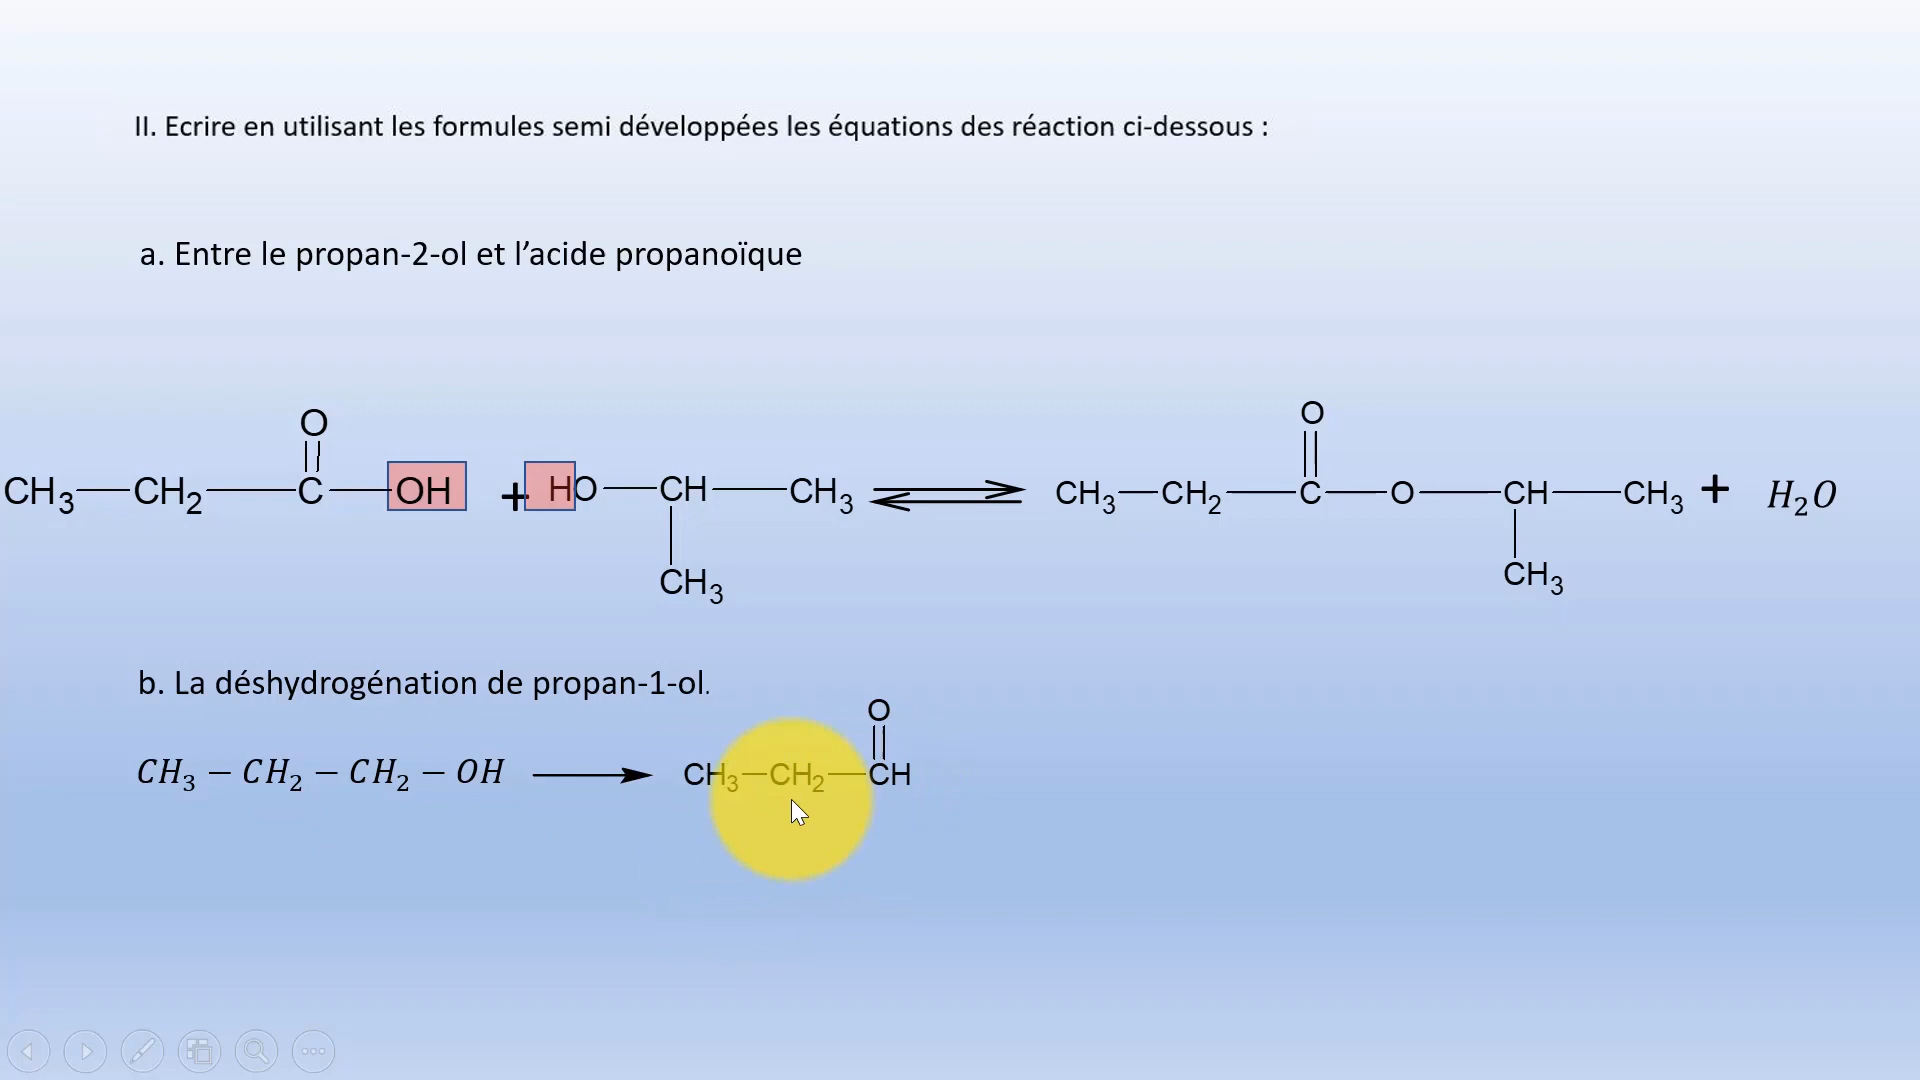 II. Ecrire en utilisant les formules semi développées les équations des réaction ci-dessous :
a. Entre le propan-2-ol et l’acide propanoïque
O
O
CH3 CH2 C OH + HO CH CH3 CH3 CH2 C O CH CH3 + H2O
CH3
CH3
b. La déshydrogénation de propan-1-ol.
O
CH3 − CH2 − CH2 − OH CH3 CH2 CH